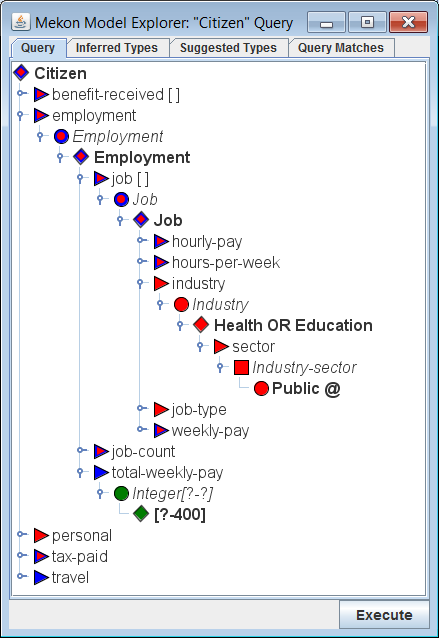 Mekon Model Explorer: "Citizen" Query
Query Inferred Types Suggested Types Query Matches
Citizen
benefit-received [ ]
employment
Employment
Employment
job [ ]
Job
Job
hourly-pay
hours-per-week
industry
Industry
Health OR Education
sector
Industry-sector
Public @
job-type
weekly-pay
job-count
total-weekly-pay
Integer[?-?]
[?-400]
personal
tax-paid
travel
Execute